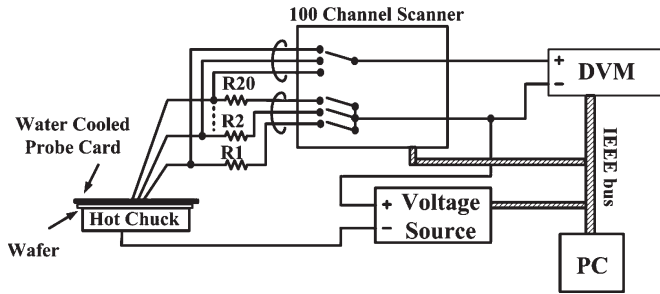 100 Channel Scanner
R20
R2
R1
+
−
DVM
IEEE bus
Water Cooled
Probe Card
Hot Chuck
Wafer
+
−
Voltage
Source
PC